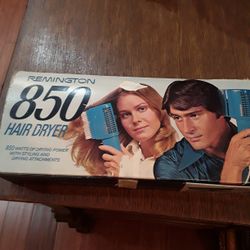 REMINGTON
850
HAIR DRYER
850 WATTS OF DRYING POWER
WITH STYLING AND
DRYING ATTACHMENTS